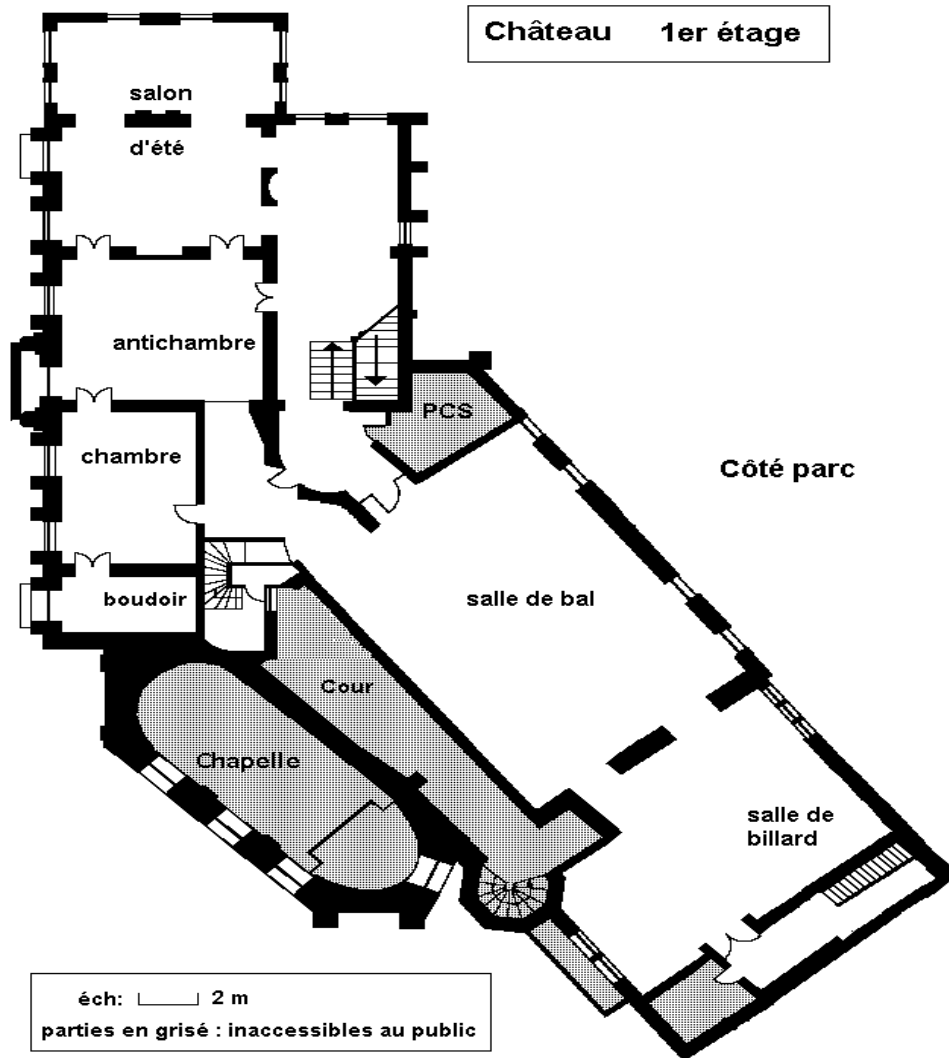 Château 1er étage
salon
d'été
antichambre
PCS
chambre
Côté parc
boudoir
salle de bal
Cour
Chapelle
salle de
billard
éch: 2 m
parties en grisé : inaccessibles au public